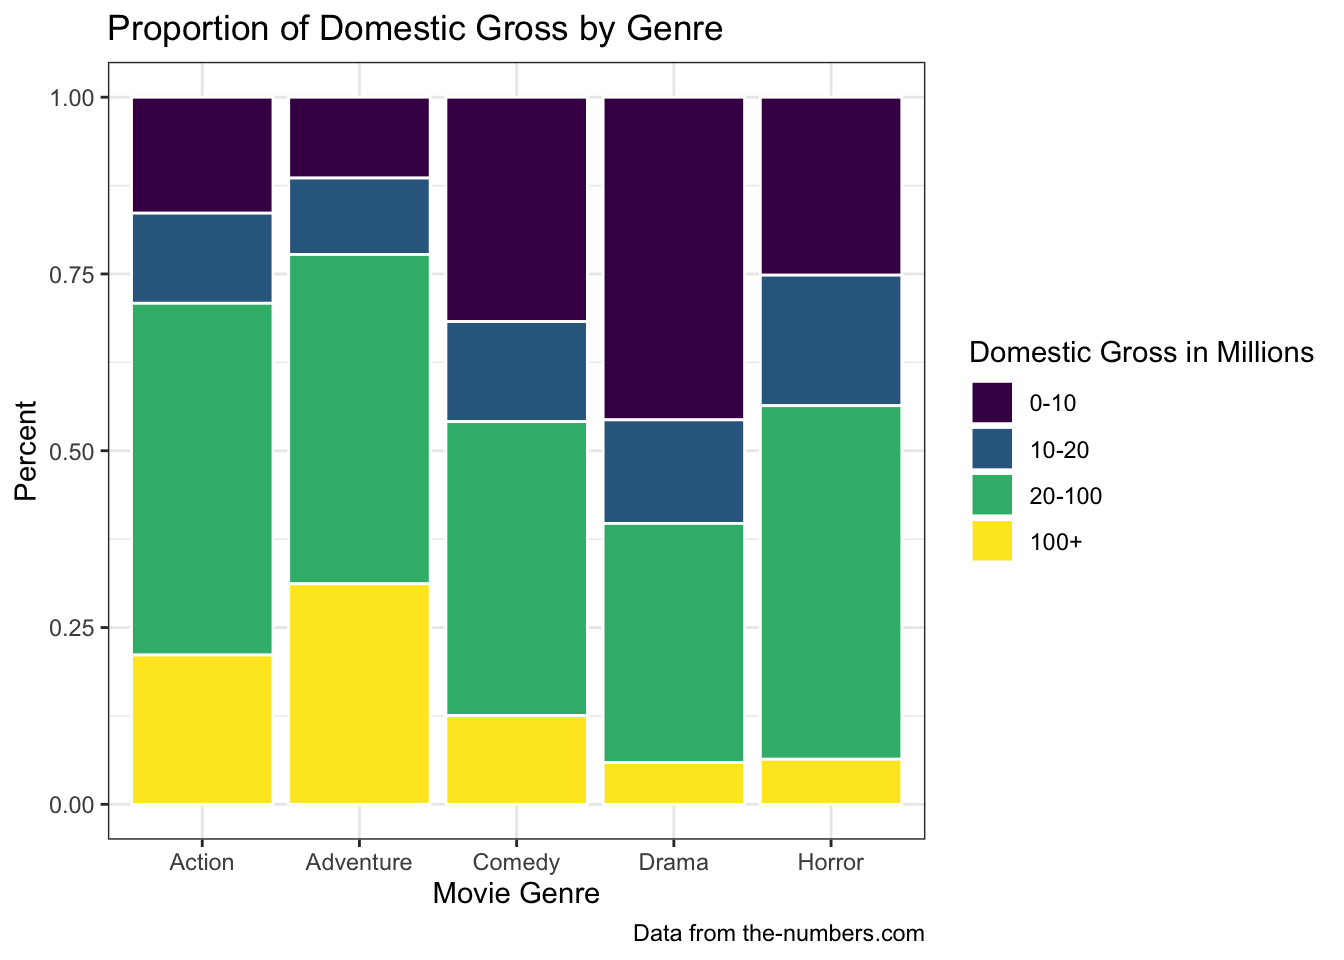 Proportion of Domestic Gross by Genre
1.00
0.75
0.50
0.25
0.00
Percent
Action Adventure Comedy Drama Horror
Movie Genre
Domestic Gross in Millions
0-10
10-20
20-100
100+
Data from the-numbers.com